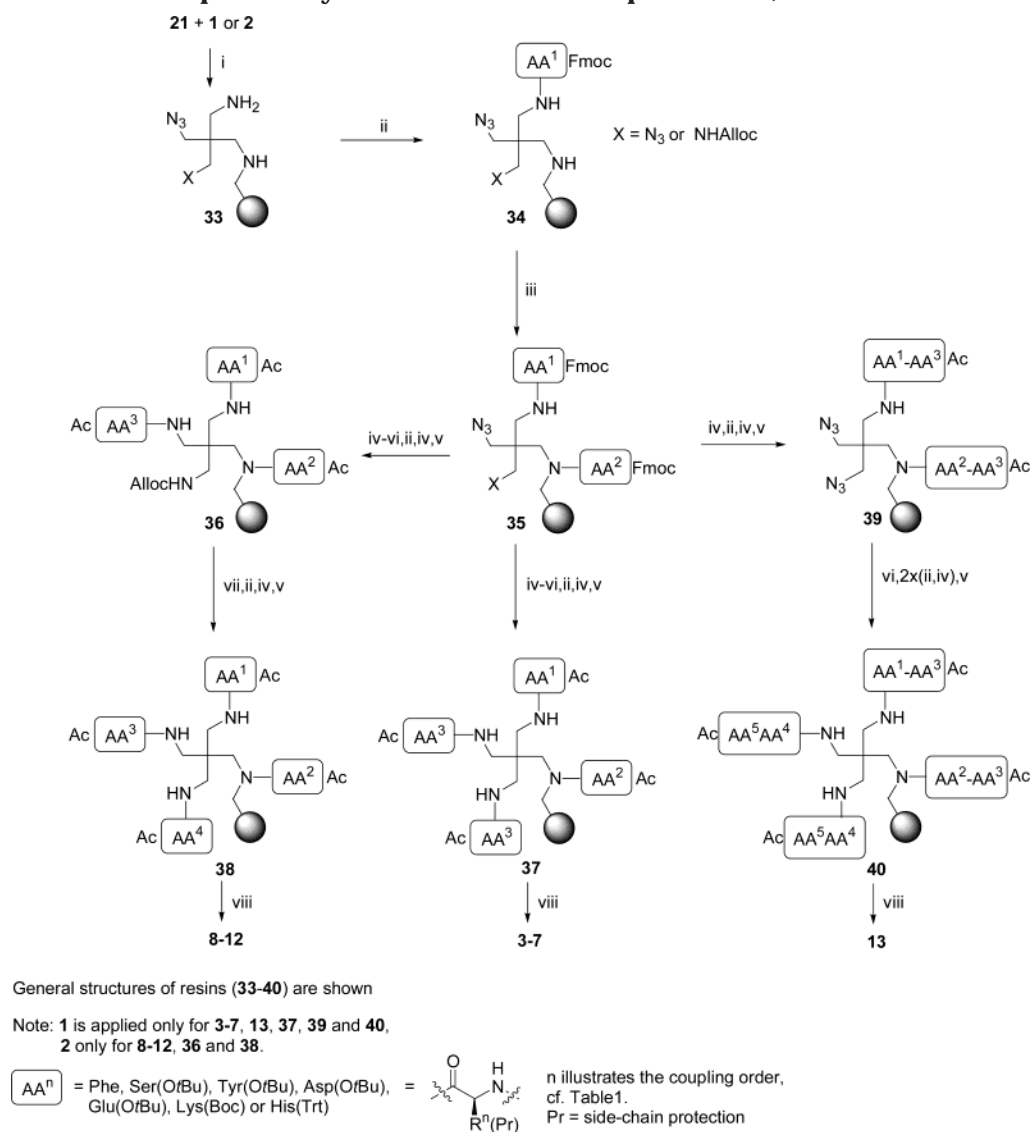 21 + 1 or 2
i
NH2
N3
X
NH
33
ii
AA1 Fmoc
NH
N3
X
NH
34
X = N3 or NHAlloc
iii
AA1 Ac
NH
Ac AA3 NH
AllocHN
N AA2 Ac
36
iv-vi,ii,iv,v
AA1 Fmoc
NH
N3
X
N AA2 Fmoc
35
iv,ii,iv,v
AA1-AA3 Ac
NH
N3
N3
N AA2-AA3 Ac
39
vii,ii,iv,v
iv-vi,ii,iv,v
vi,2x(ii,iv),v
AA1 Ac
NH
Ac AA3 NH
HN
N AA2 Ac
Ac AA4
38
AA1 Ac
NH
Ac AA3 NH
HN
N AA2 Ac
Ac AA3
37
AA1-AA3 Ac
NH
Ac AA5AA4 NH
HN
N AA2-AA3 Ac
Ac AA5AA4
40
viii
viii
viii
8-12
3-7
13
General structures of resins (33-40) are shown
Note: 1 is applied only for 3-7, 13, 37, 39 and 40,
2 only for 8-12, 36 and 38.
AAn = Phe, Ser(OtBu), Tyr(OtBu), Asp(OtBu),
Glu(OtBu), Lys(Boc) or His(Trt)
=
O
H
N
Rn(Pr)
n illustrates the coupling order,
cf. Table1.
Pr = side-chain protection